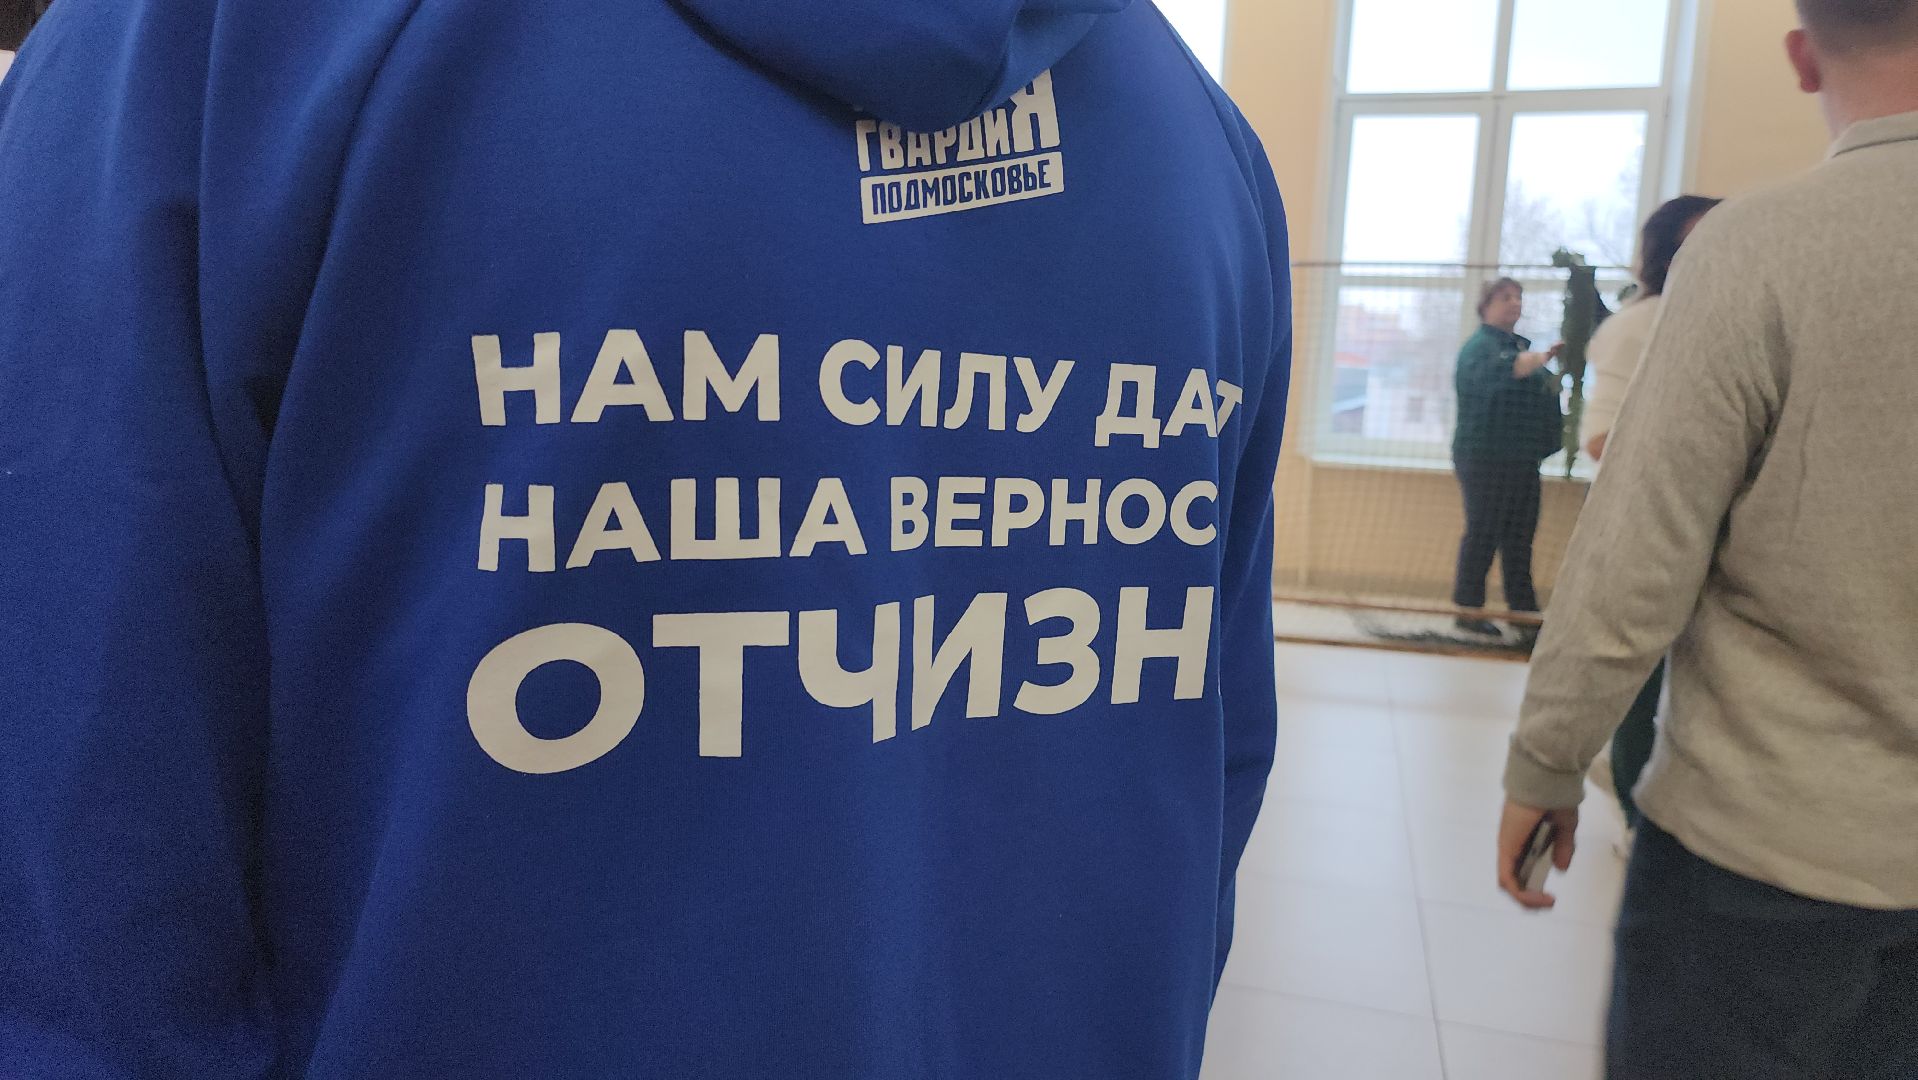 ГВАРДИЯ
ПОДМОСКОВЬЕ
НАМ СИЛУ ДАТ
НАША ВЕРНОС
ОТЧИЗН